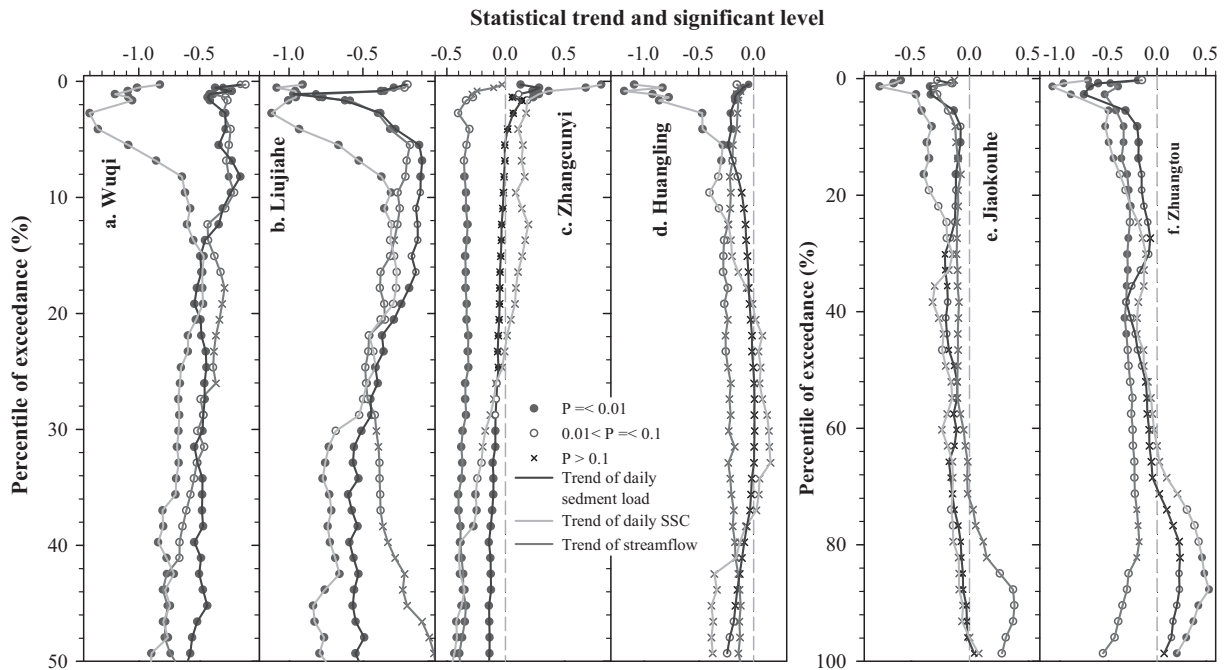 Statistical trend and significant level
-1.0 -0.5 -1.0 -0.5 -0.5 0.0 0.5 -1.0 -0.5 0.0 -1.0 -0.5 0.0 0.5 -1.0 -0.5 0.0 0.5
Percentile of exceedance (%)
0
10
20
30
40
50
a. Wuqi
b. Liujiahe
c. Zhangcunyi
d. Huangling
P =< 0.01
0.01< P =< 0.1
P > 0.1
Trend of daily
sediment load
Trend of daily SSC
Trend of streamflow
Percentile of exceedance (%)
0
20
40
60
80
100
e. Jiaokouhe
f. Zhuangtou